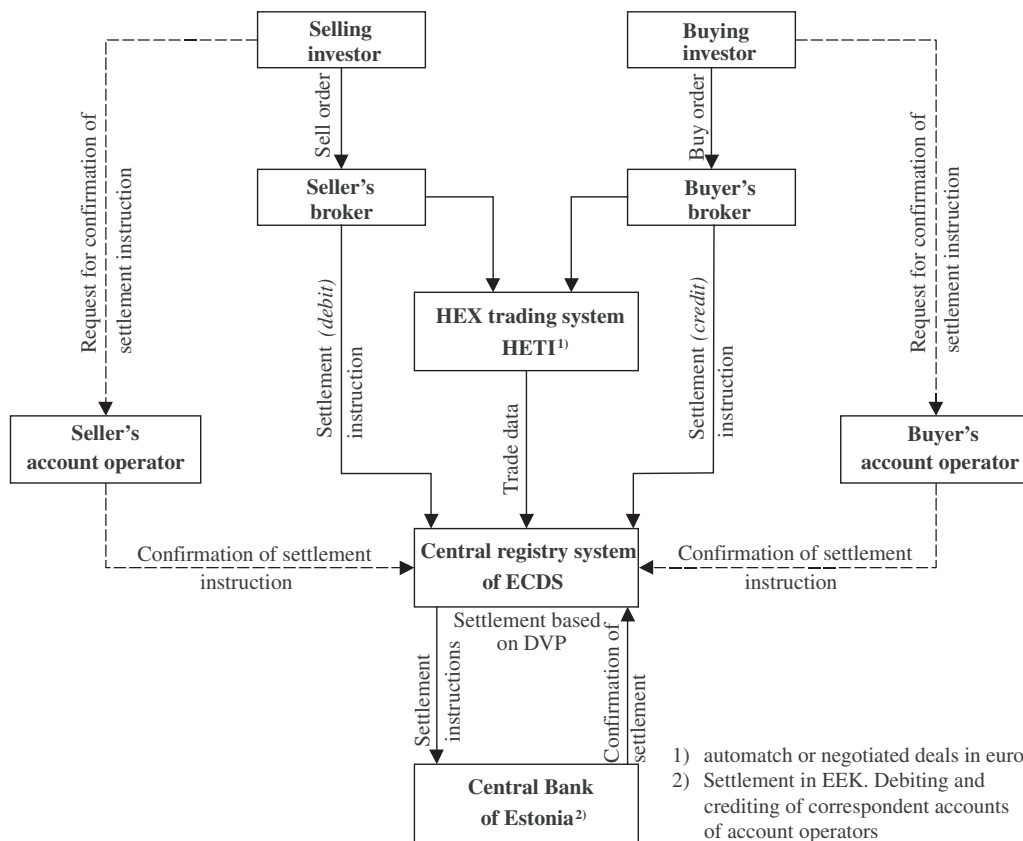 Selling
investor
Buying
investor
Request for confirmation of
settlement instruction
Sell order
Buy order
Request for confirmation of
settlement instruction
Seller's
broker
Buyer's
broker
Settlement (debit)
instruction
HEX trading system
HETI1)
Settlement (credit)
instruction
Seller's
account operator
Trade data
Buyer's
account operator
Confirmation of settlement
instruction
Central registry system
of ECDS
Confirmation of settlement
instruction
Settlement based
on DVP
Settlement
instructions
Confirmation of
settlement
Central Bank
of Estonia2)
1) automatch or negotiated deals in euro
2) Settlement in EEK. Debiting and
crediting of correspondent accounts
of account operators